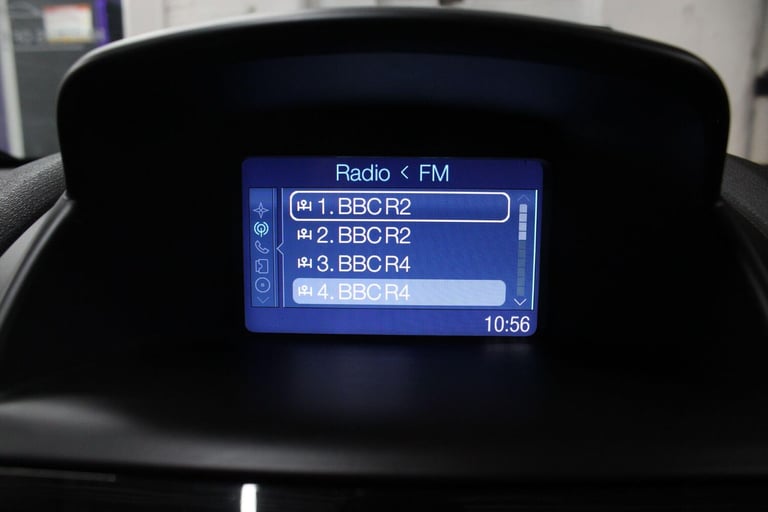 Radio < FM
1. BBC R2
2. BBC R2
3. BBC R4
4. BBC R4
10:56